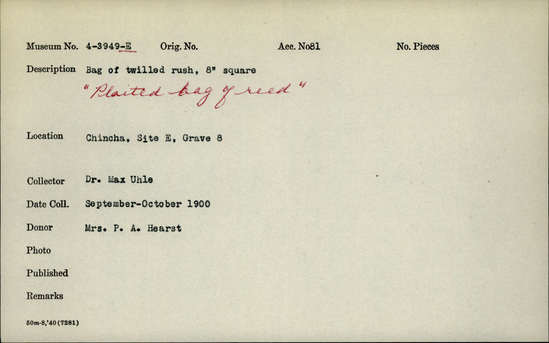 Museum No. 4-3949-E Orig. No. Acc. No81 No. Pieces
Description Bag of twilled rush, 8" square
"Plaited bag of reed"
Location Chincha, Site E, Grave 8
Collector Dr. Max Uhle
Date Coll. September-October 1900
Donor Mrs. P. A. Hearst
Photo
Published
Remarks
50m-8,'40(7281)